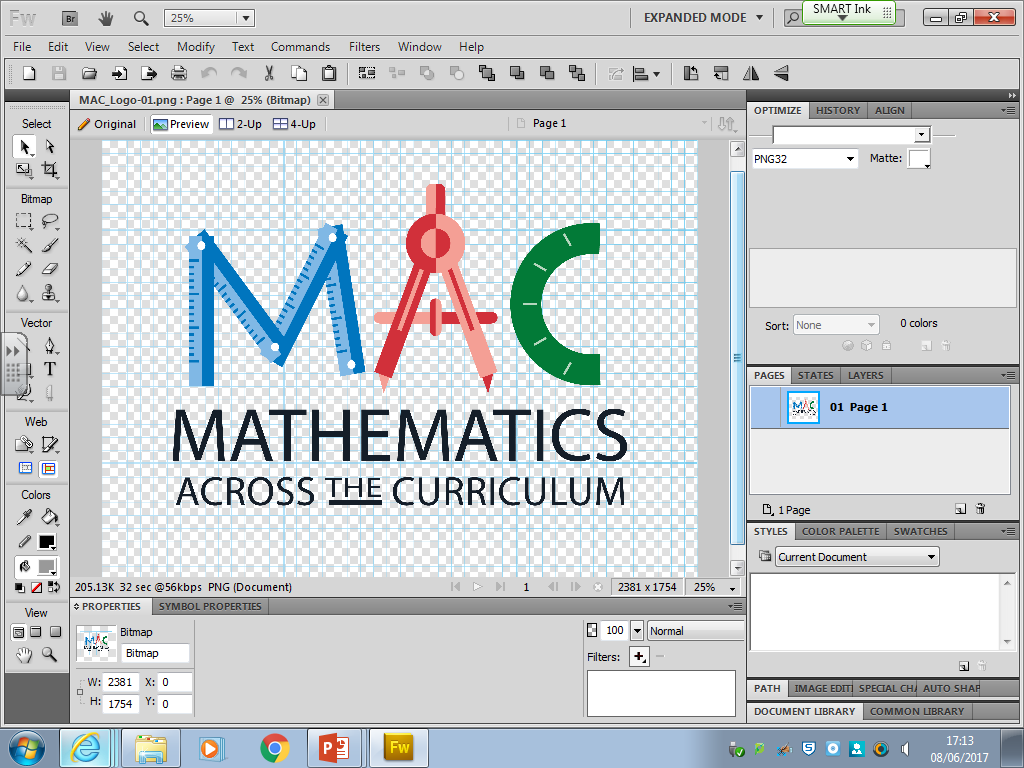 Fw Br 25% EXPANDED MODE SMART Ink
File Edit View Select Modify Text Commands Filters Window Help
MAC_Logo-01.png : Page 1 @ 25% (Bitmap)
Original Preview 2-Up 4-Up Page 1
Select
Bitmap
Vector
T
Web
Colors
View
MAC
MATHEMATICS
ACROSS THE CURRICULUM
205.13K 32 sec @56kbps PNG (Document) 1 2381 x 1754 25%
PROPERTIES SYMBOL PROPERTIES
Bitmap
Bitmap
W: 2381 X: 0
H: 1754 Y: 0
100 Normal
Filters:
OPTIMIZE HISTORY ALIGN
PNG32 Matte:
Sort: None 0 colors
PAGES STATES LAYERS
01 Page 1
1 Page
STYLES COLOR PALETTE SWATCHES
Current Document
PATH IMAGE EDITI SPECIAL CHA AUTO SHAP
DOCUMENT LIBRARY COMMON LIBRARY
Fw
17:13
08/06/2017